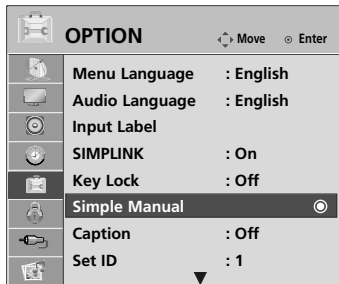 OPTION Move Enter
Menu Language : English
Audio Language : English
Input Label
SIMPLINK : On
Key Lock : Off
Simple Manual
Caption : Off
Set ID : 1